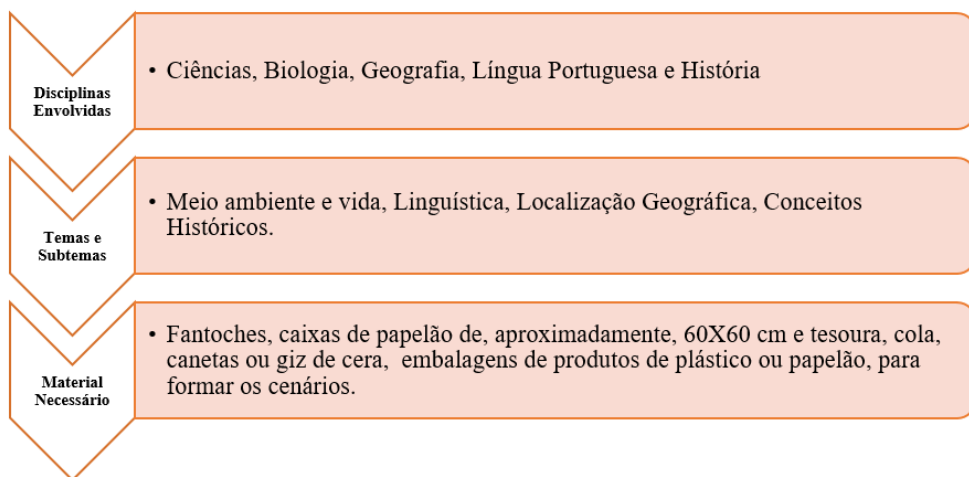 Disciplinas
Envolvidas
• Ciências, Biologia, Geografia, Língua Portuguesa e História
Temas e
Subtemas
• Meio ambiente e vida, Linguística, Localização Geográfica, Conceitos
Históricos.
Material
Necessário
• Fantoches, caixas de papelão de, aproximadamente, 60X60 cm e tesoura, cola,
canetas ou giz de cera,  embalagens de produtos de plástico ou papelão, para
formar os cenários.